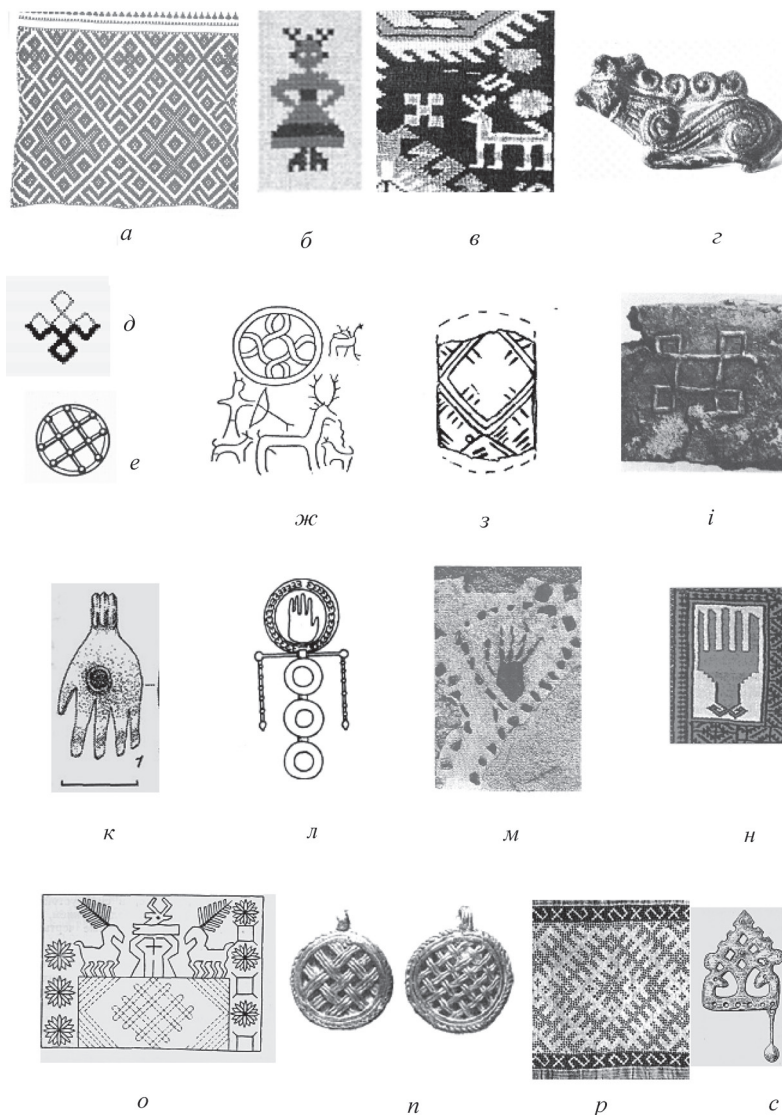 а б в г
д
е
ж з і
1
к л м н
о п р с